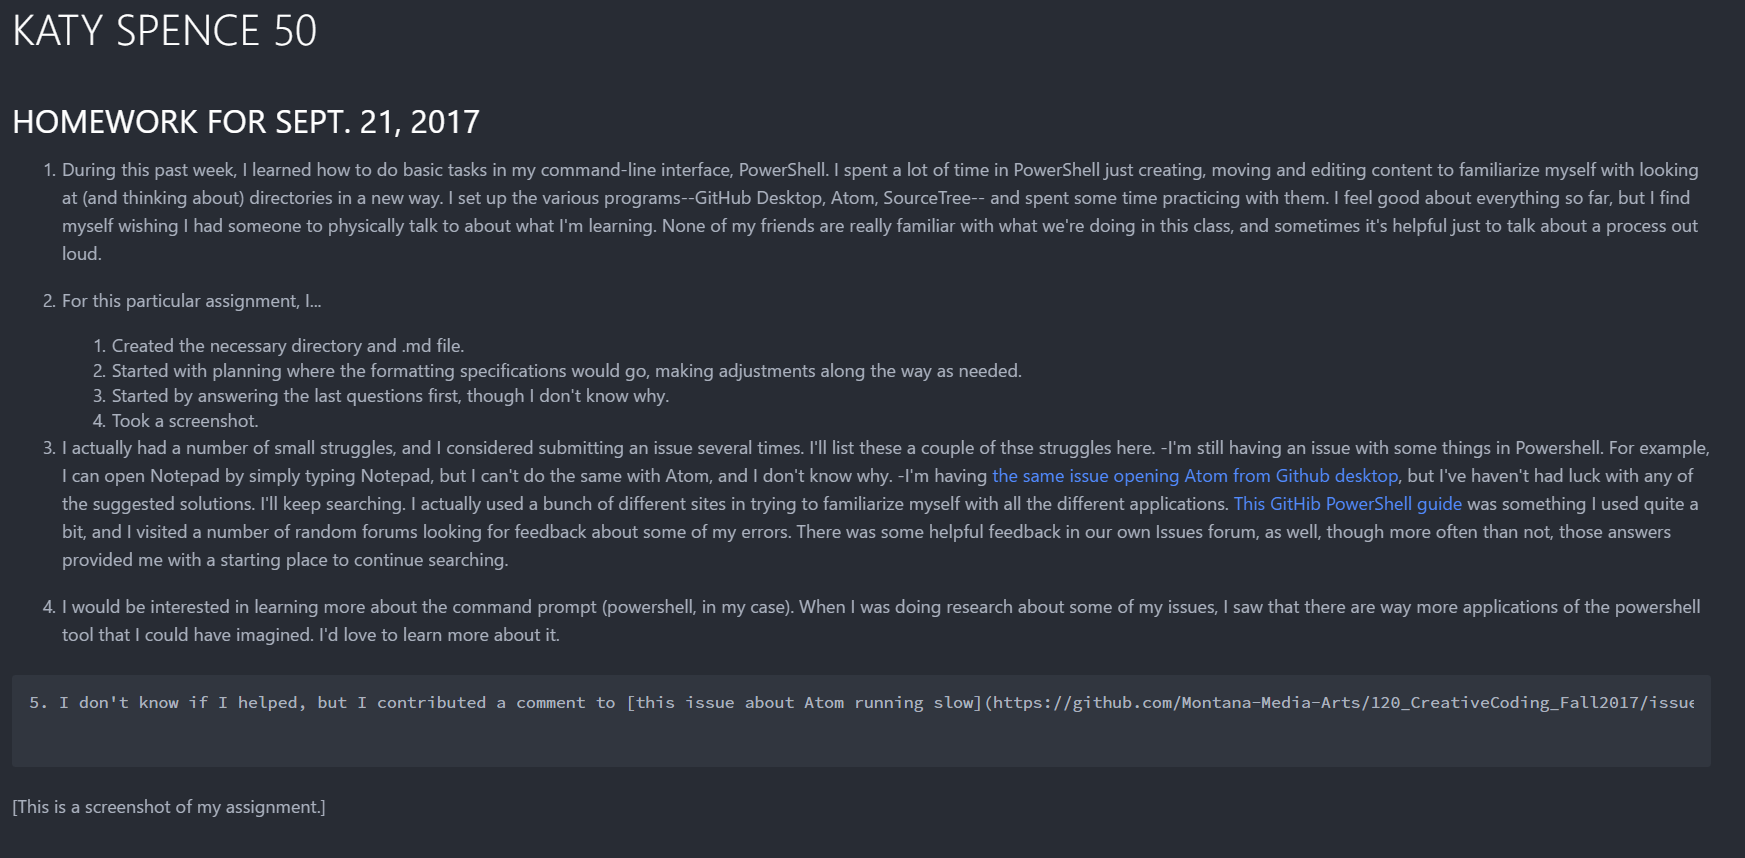 KATY SPENCE 50
HOMEWORK FOR SEPT. 21, 2017
1. During this past week, I learned how to do basic tasks in my command-line interface, PowerShell. I spent a lot of time in PowerShell just creating, moving and editing content to familiarize myself with looking
at (and thinking about) directories in a new way. I set up the various programs--GitHub Desktop, Atom, SourceTree-- and spent some time practicing with them. I feel good about everything so far, but I find
myself wishing I had someone to physically talk to about what I'm learning. None of my friends are really familiar with what we're doing in this class, and sometimes it's helpful just to talk about a process out
loud.
2. For this particular assignment, I...
1. Created the necessary directory and .md file.
2. Started with planning where the formatting specifications would go, making adjustments along the way as needed.
3. Started by answering the last questions first, though I don't know why.
4. Took a screenshot.
3. I actually had a number of small struggles, and I considered submitting an issue several times. I'll list these a couple of thse struggles here. -I'm still having an issue with some things in Powershell. For example,
I can open Notepad by simply typing Notepad, but I can't do the same with Atom, and I don't know why. -I'm having the same issue opening Atom from Github desktop, but I've haven't had luck with any of
the suggested solutions. I'll keep searching. I actually used a bunch of different sites in trying to familiarize myself with all the different applications. This GitHib PowerShell guide was something I used quite a
bit, and I visited a number of random forums looking for feedback about some of my errors. There was some helpful feedback in our own Issues forum, as well, though more often than not, those answers
provided me with a starting place to continue searching.
4. I would be interested in learning more about the command prompt (powershell, in my case). When I was doing research about some of my issues, I saw that there are way more applications of the powershell
tool that I could have imagined. I'd love to learn more about it.
5. I don't know if I helped, but I contributed a comment to [this issue about Atom running slow](https://github.com/Montana-Media-Arts/120_CreativeCoding_Fall2017/issue
[This is a screenshot of my assignment.]